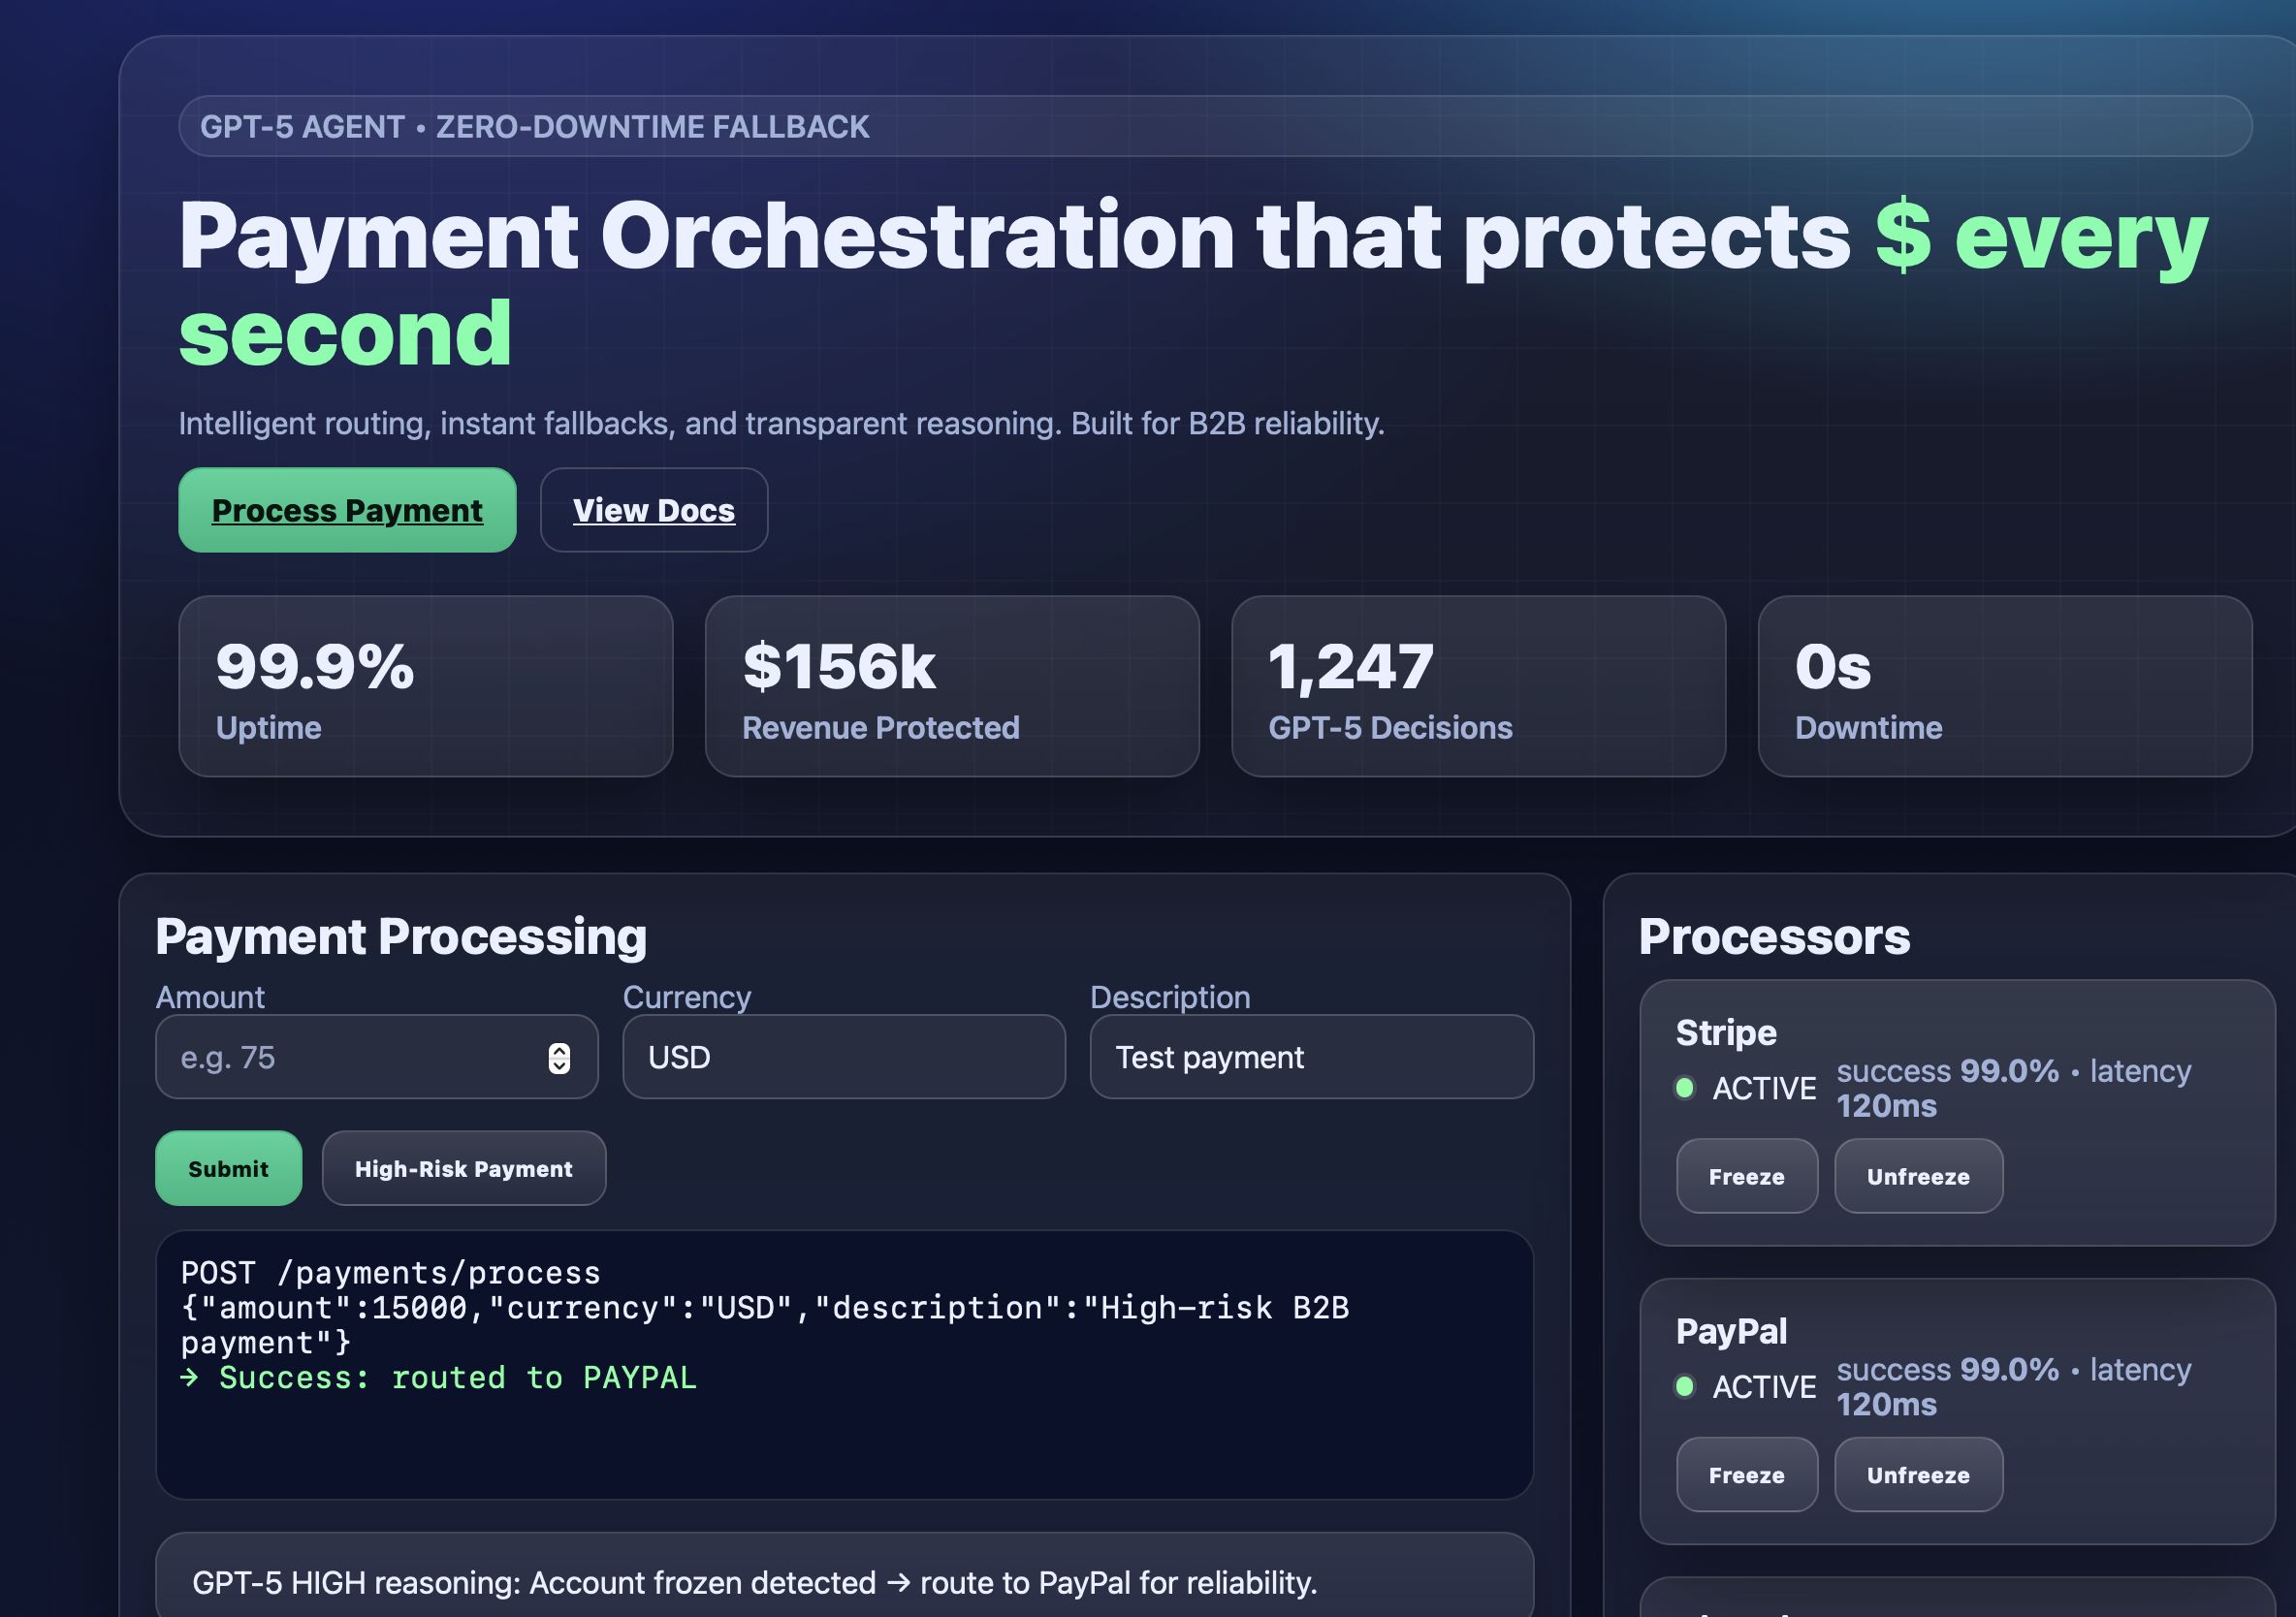 GPT-5 AGENT • ZERO-DOWNTIME FALLBACK
Payment Orchestration that protects $ every
second
Intelligent routing, instant fallbacks, and transparent reasoning. Built for B2B reliability.
Process Payment
View Docs
99.9%
Uptime
$156k
Revenue Protected
1,247
GPT-5 Decisions
0s
Downtime
Payment Processing
Amount
Currency
Description
e.g. 75
USD
Test payment
Submit
High-Risk Payment
POST /payments/process
{"amount":15000,"currency":"USD","description":"High-risk B2B
payment"}
→ Success: routed to PAYPAL
GPT-5 HIGH reasoning: Account frozen detected → route to PayPal for reliability.
Processors
Stripe
ACTIVE
success 99.0% • latency
120ms
Freeze
Unfreeze
PayPal
ACTIVE
success 99.0% • latency
120ms
Freeze
Unfreeze